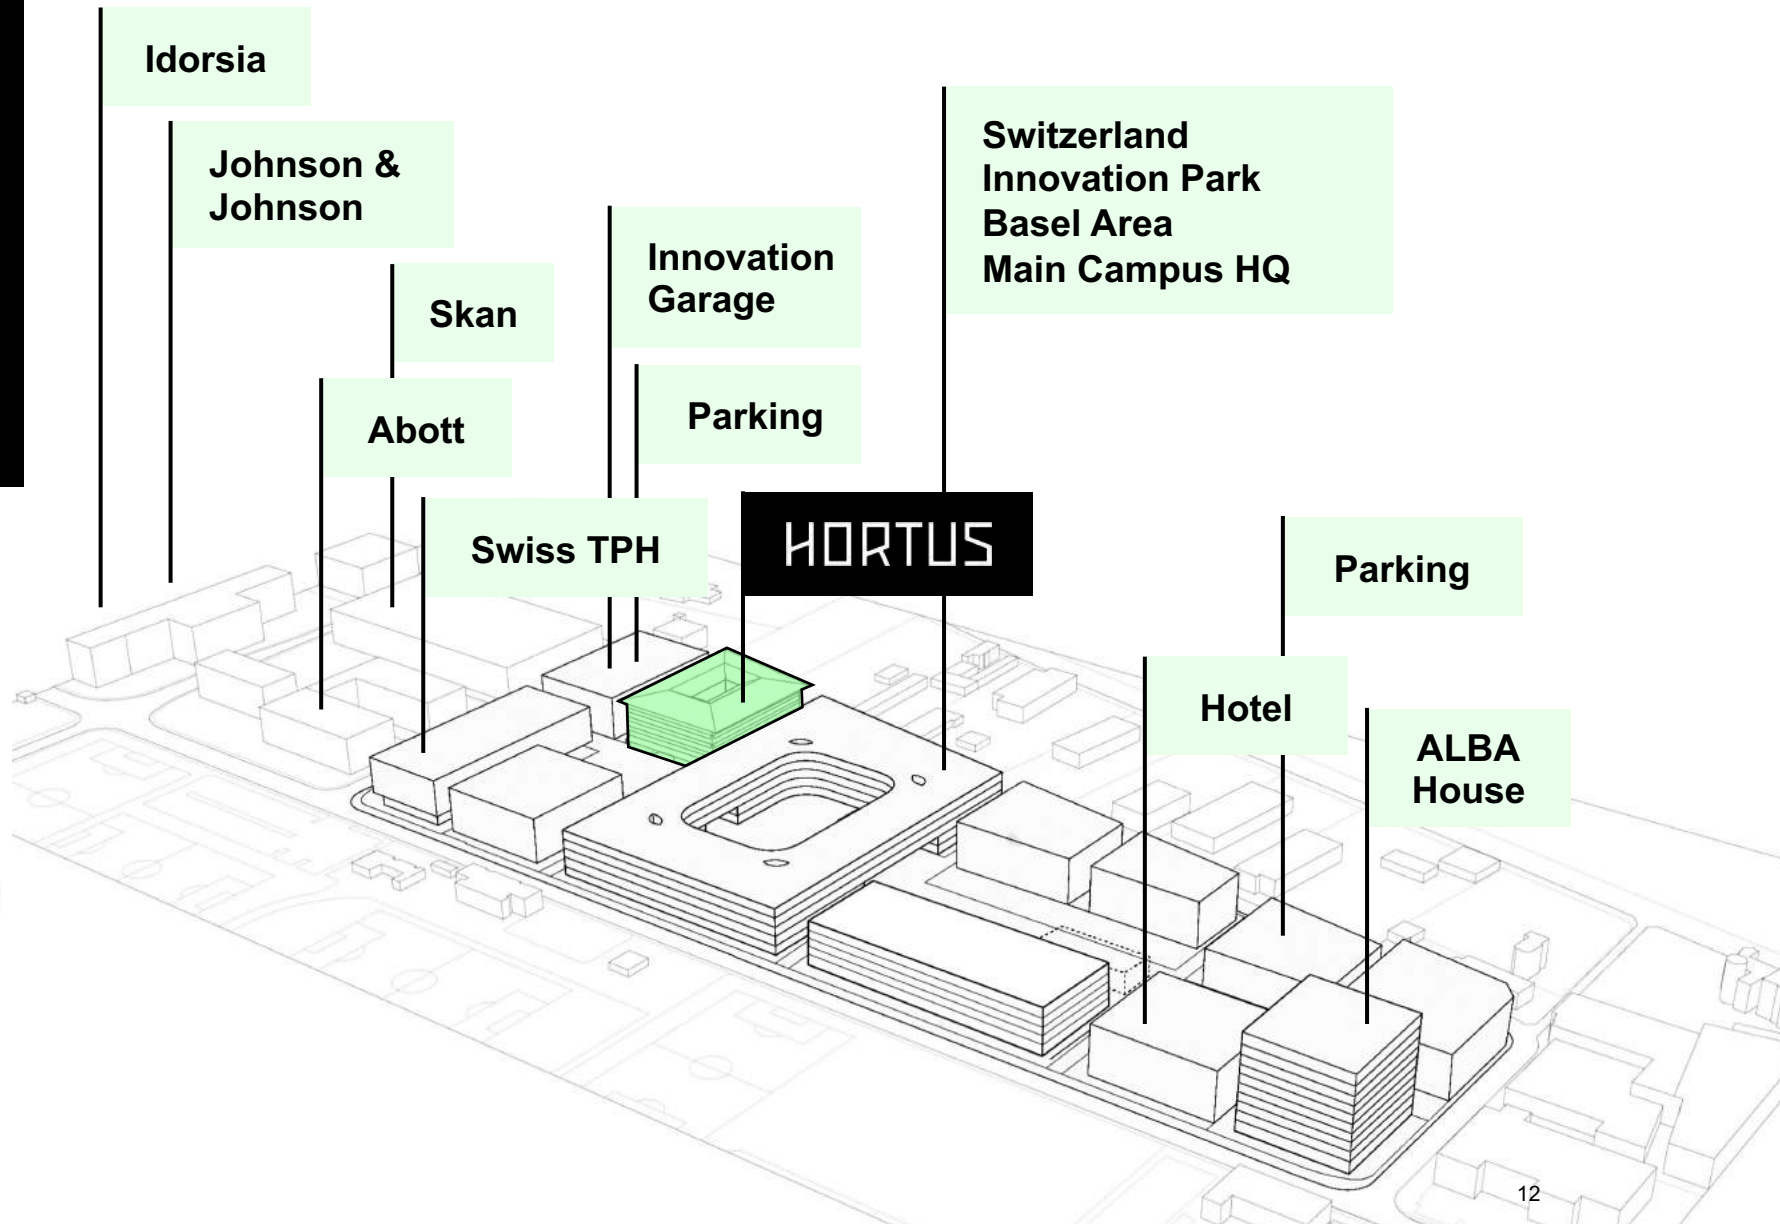 Idorsia
Johnson &
Johnson
Skan
Abott
Swiss TPH
Innovation
Garage
Parking
HORTUS
Switzerland
Innovation Park
Basel Area
Main Campus HQ
Parking
Hotel
ALBA
House
12